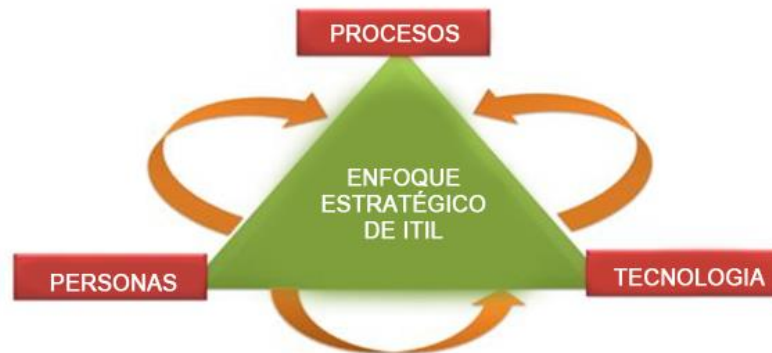 PROCESOS
ENFOQUE
ESTRATÉGICO
DE ITIL
PERSONAS
TECNOLOGIA